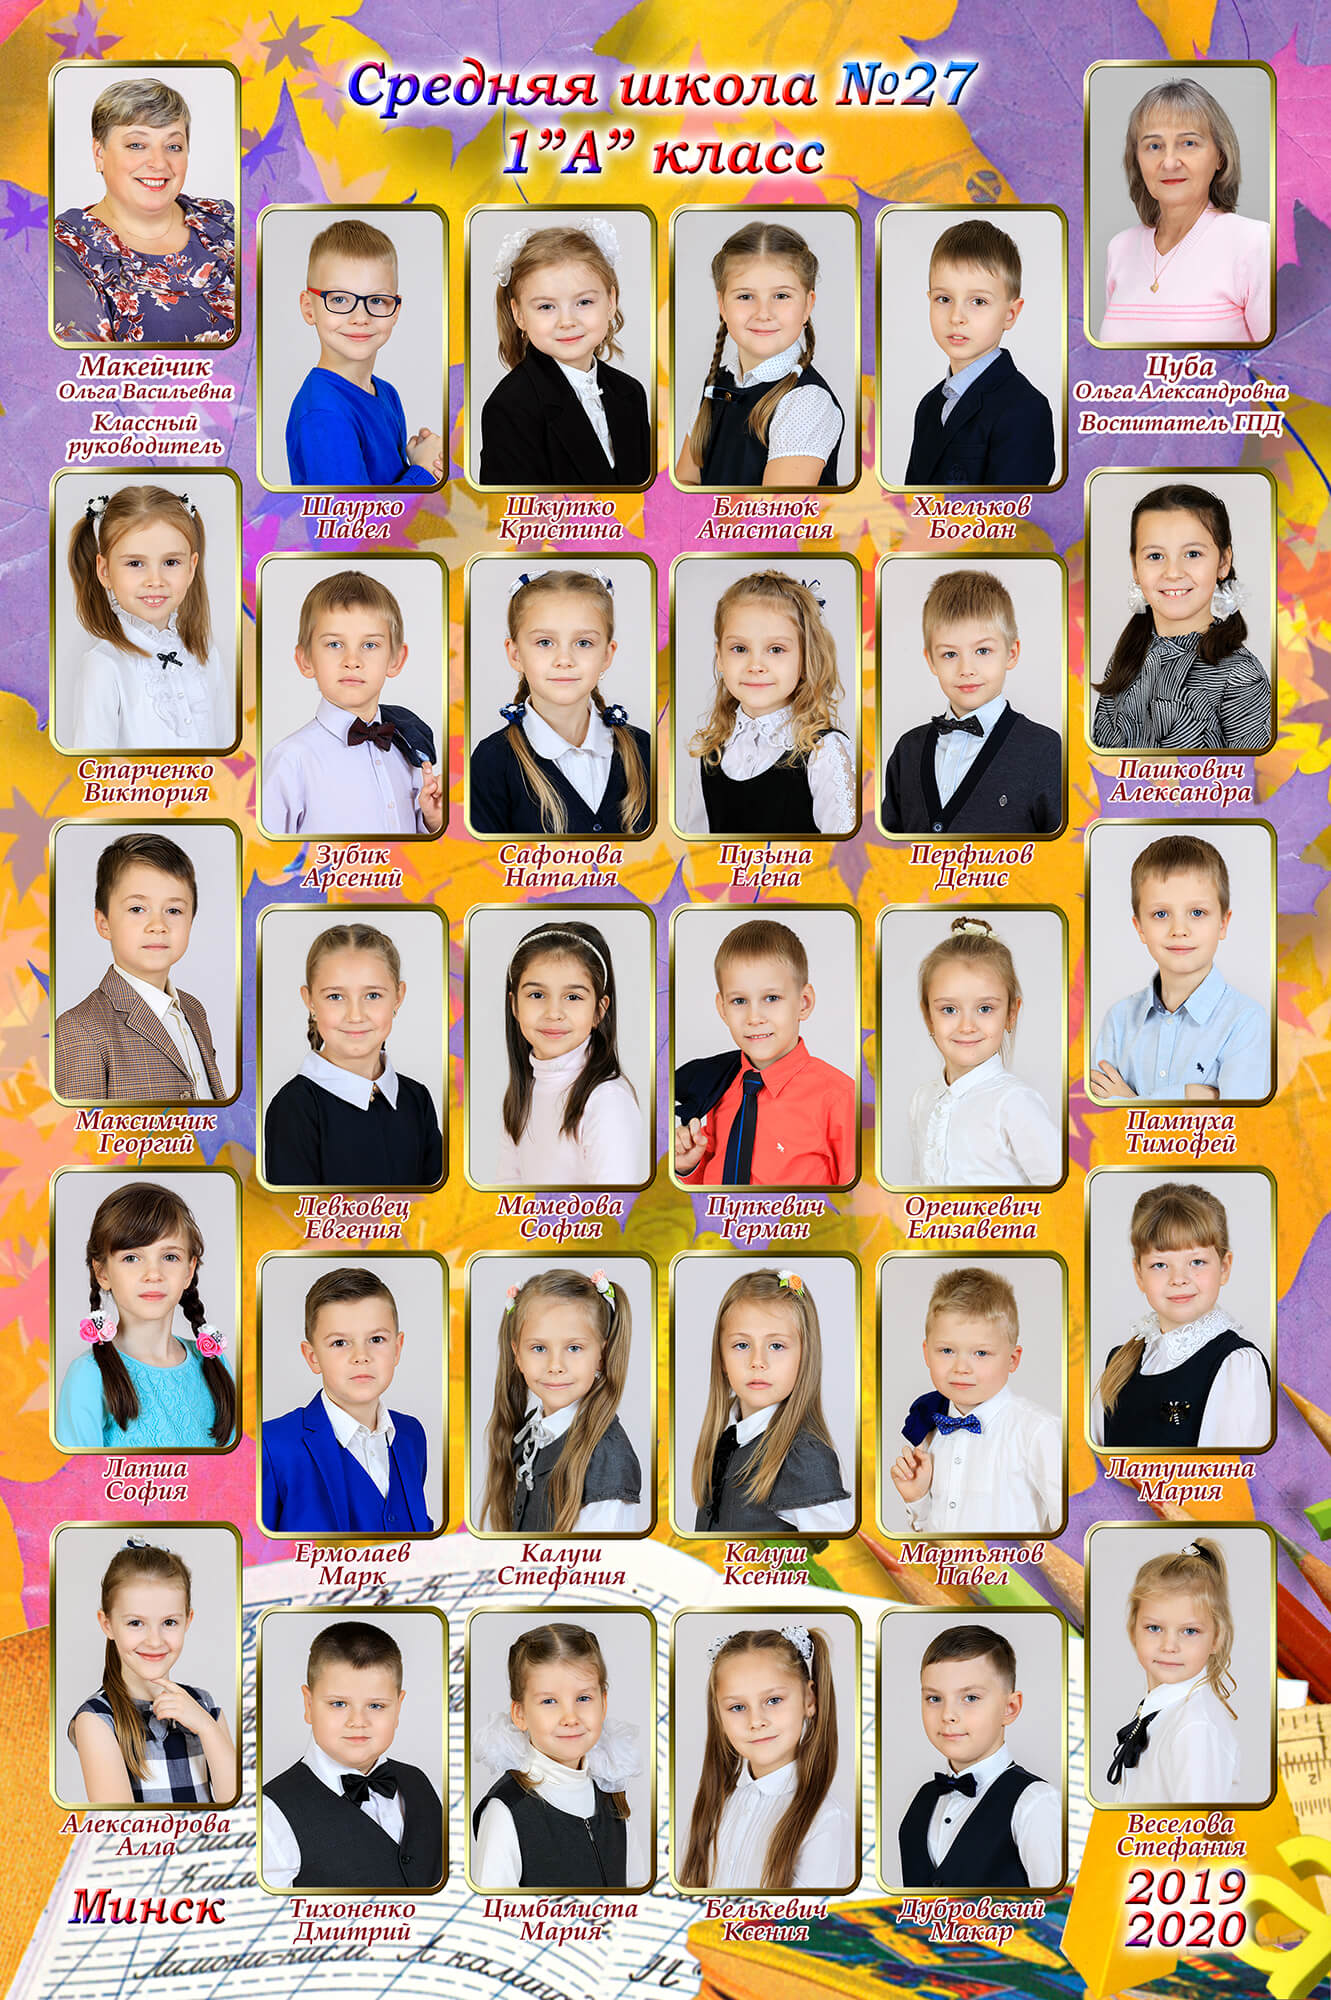 Средняя школа №27
1"А" класс
Макейчик
Ольга Васильевна
Классный
руководитель
Цуба
Ольга Александровна
Воспитатель ГПД
Шаурко
Павел
Шкутко
Кристина
Близнюк
Анастасия
Хмельков
Богдан
Старченко
Виктория
Пашкович
Александра
Зубик
Арсений
Сафонова
Наталия
Пузына
Елена
Перфилов
Денис
Максимчик
Георгий
Пампуха
Тимофей
Левковец
Евгения
Мамедова
София
Пупкевич
Герман
Орешкевич
Елизавета
Лапша
София
Латушкина
Мария
Ермолаев
Марк
Калуш
Стефания
Калуш
Ксения
Мартьянов
Павел
Александрова
Алла
Веселова
Стефания
Тихоненко
Дмитрий
Цимбалиста
Мария
Белькевич
Ксения
Дубровский
Макар
Минск
2019
2020